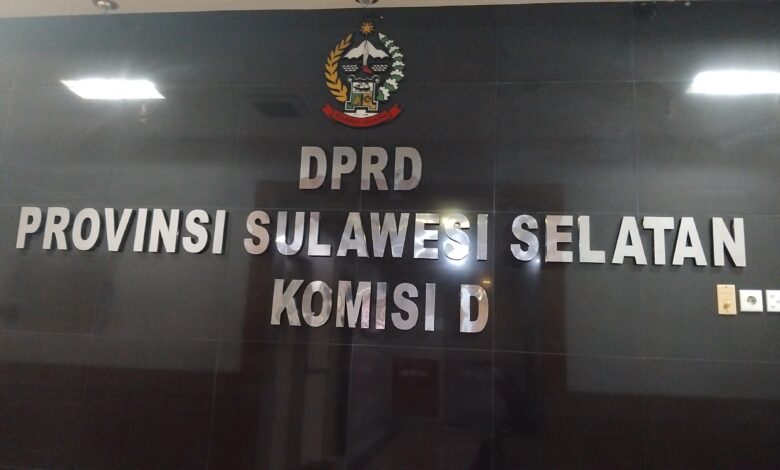 DPRD
PROVINSI SULAWESI SELATAN
KOMISI D